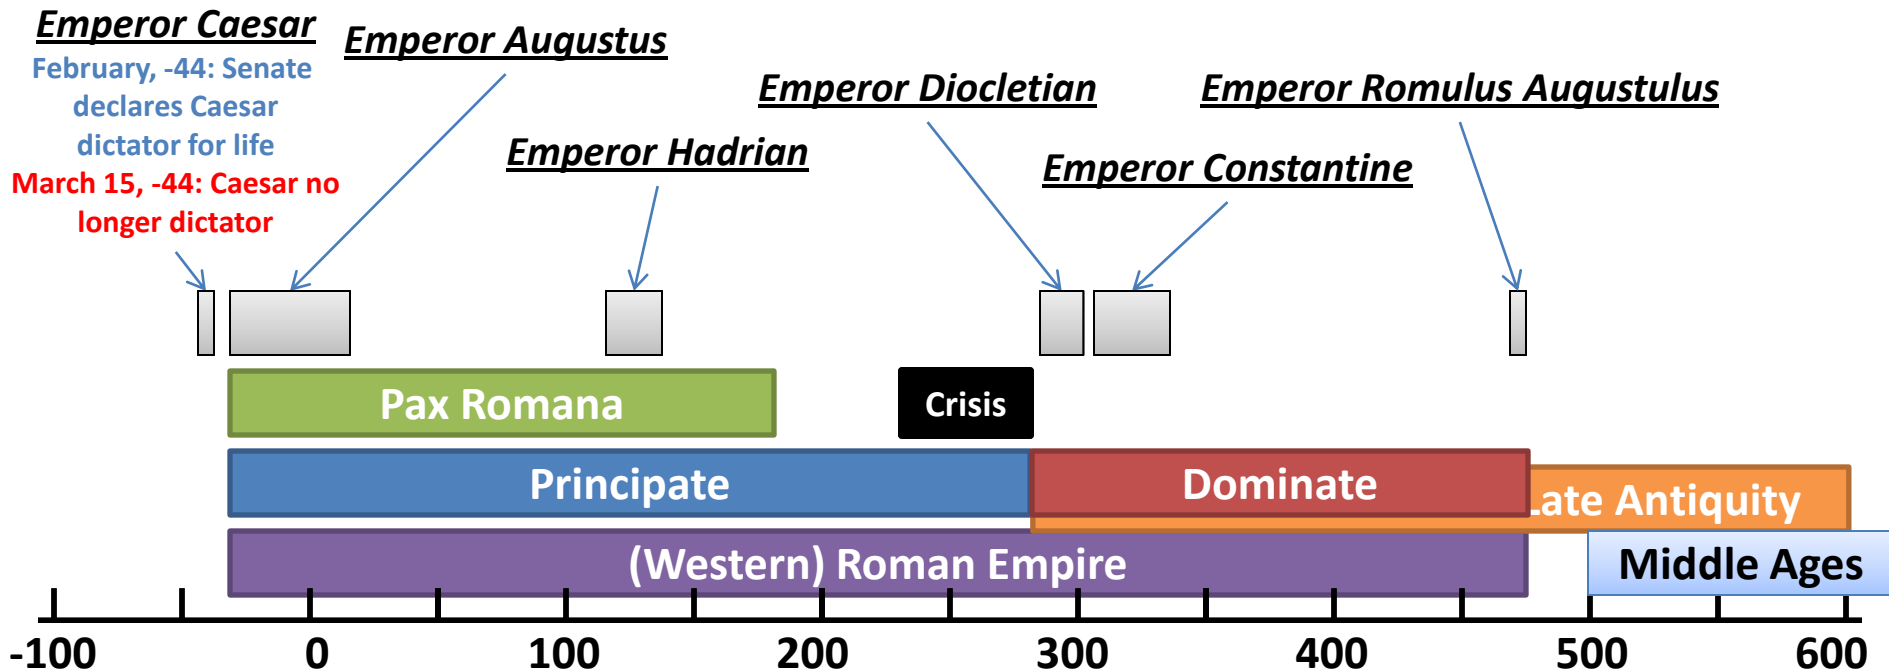 Emperor Caesar
February, -44: Senate
declares Caesar
dictator for life
March 15, -44: Caesar no
longer dictator
Emperor Augustus
Emperor Hadrian
Emperor Diocletian
Emperor Constantine
Emperor Romulus Augustulus
Pax Romana
Crisis
Principate
Dominate
Late Antiquity
(Western) Roman Empire
Middle Ages
-100 0 100 200 300 400 500 600